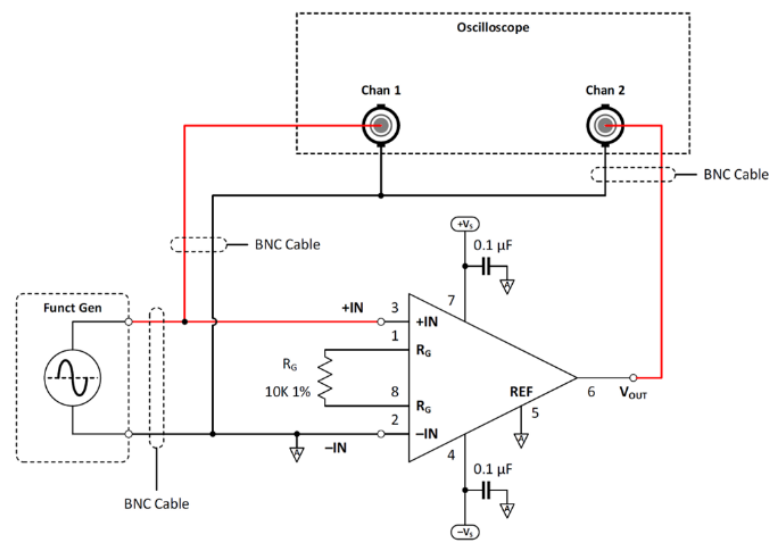 Oscilloscope
Chan 1
Chan 2
BNC Cable
BNC Cable
+Vs
0.1 µF
A
7
Funct Gen
+IN
3
+IN
1
RG
RG
10K 1%
8
RG
REF
6
VOUT
2
−IN
5
A
−IN
A
4
0.1 µF
A
BNC Cable
−Vs